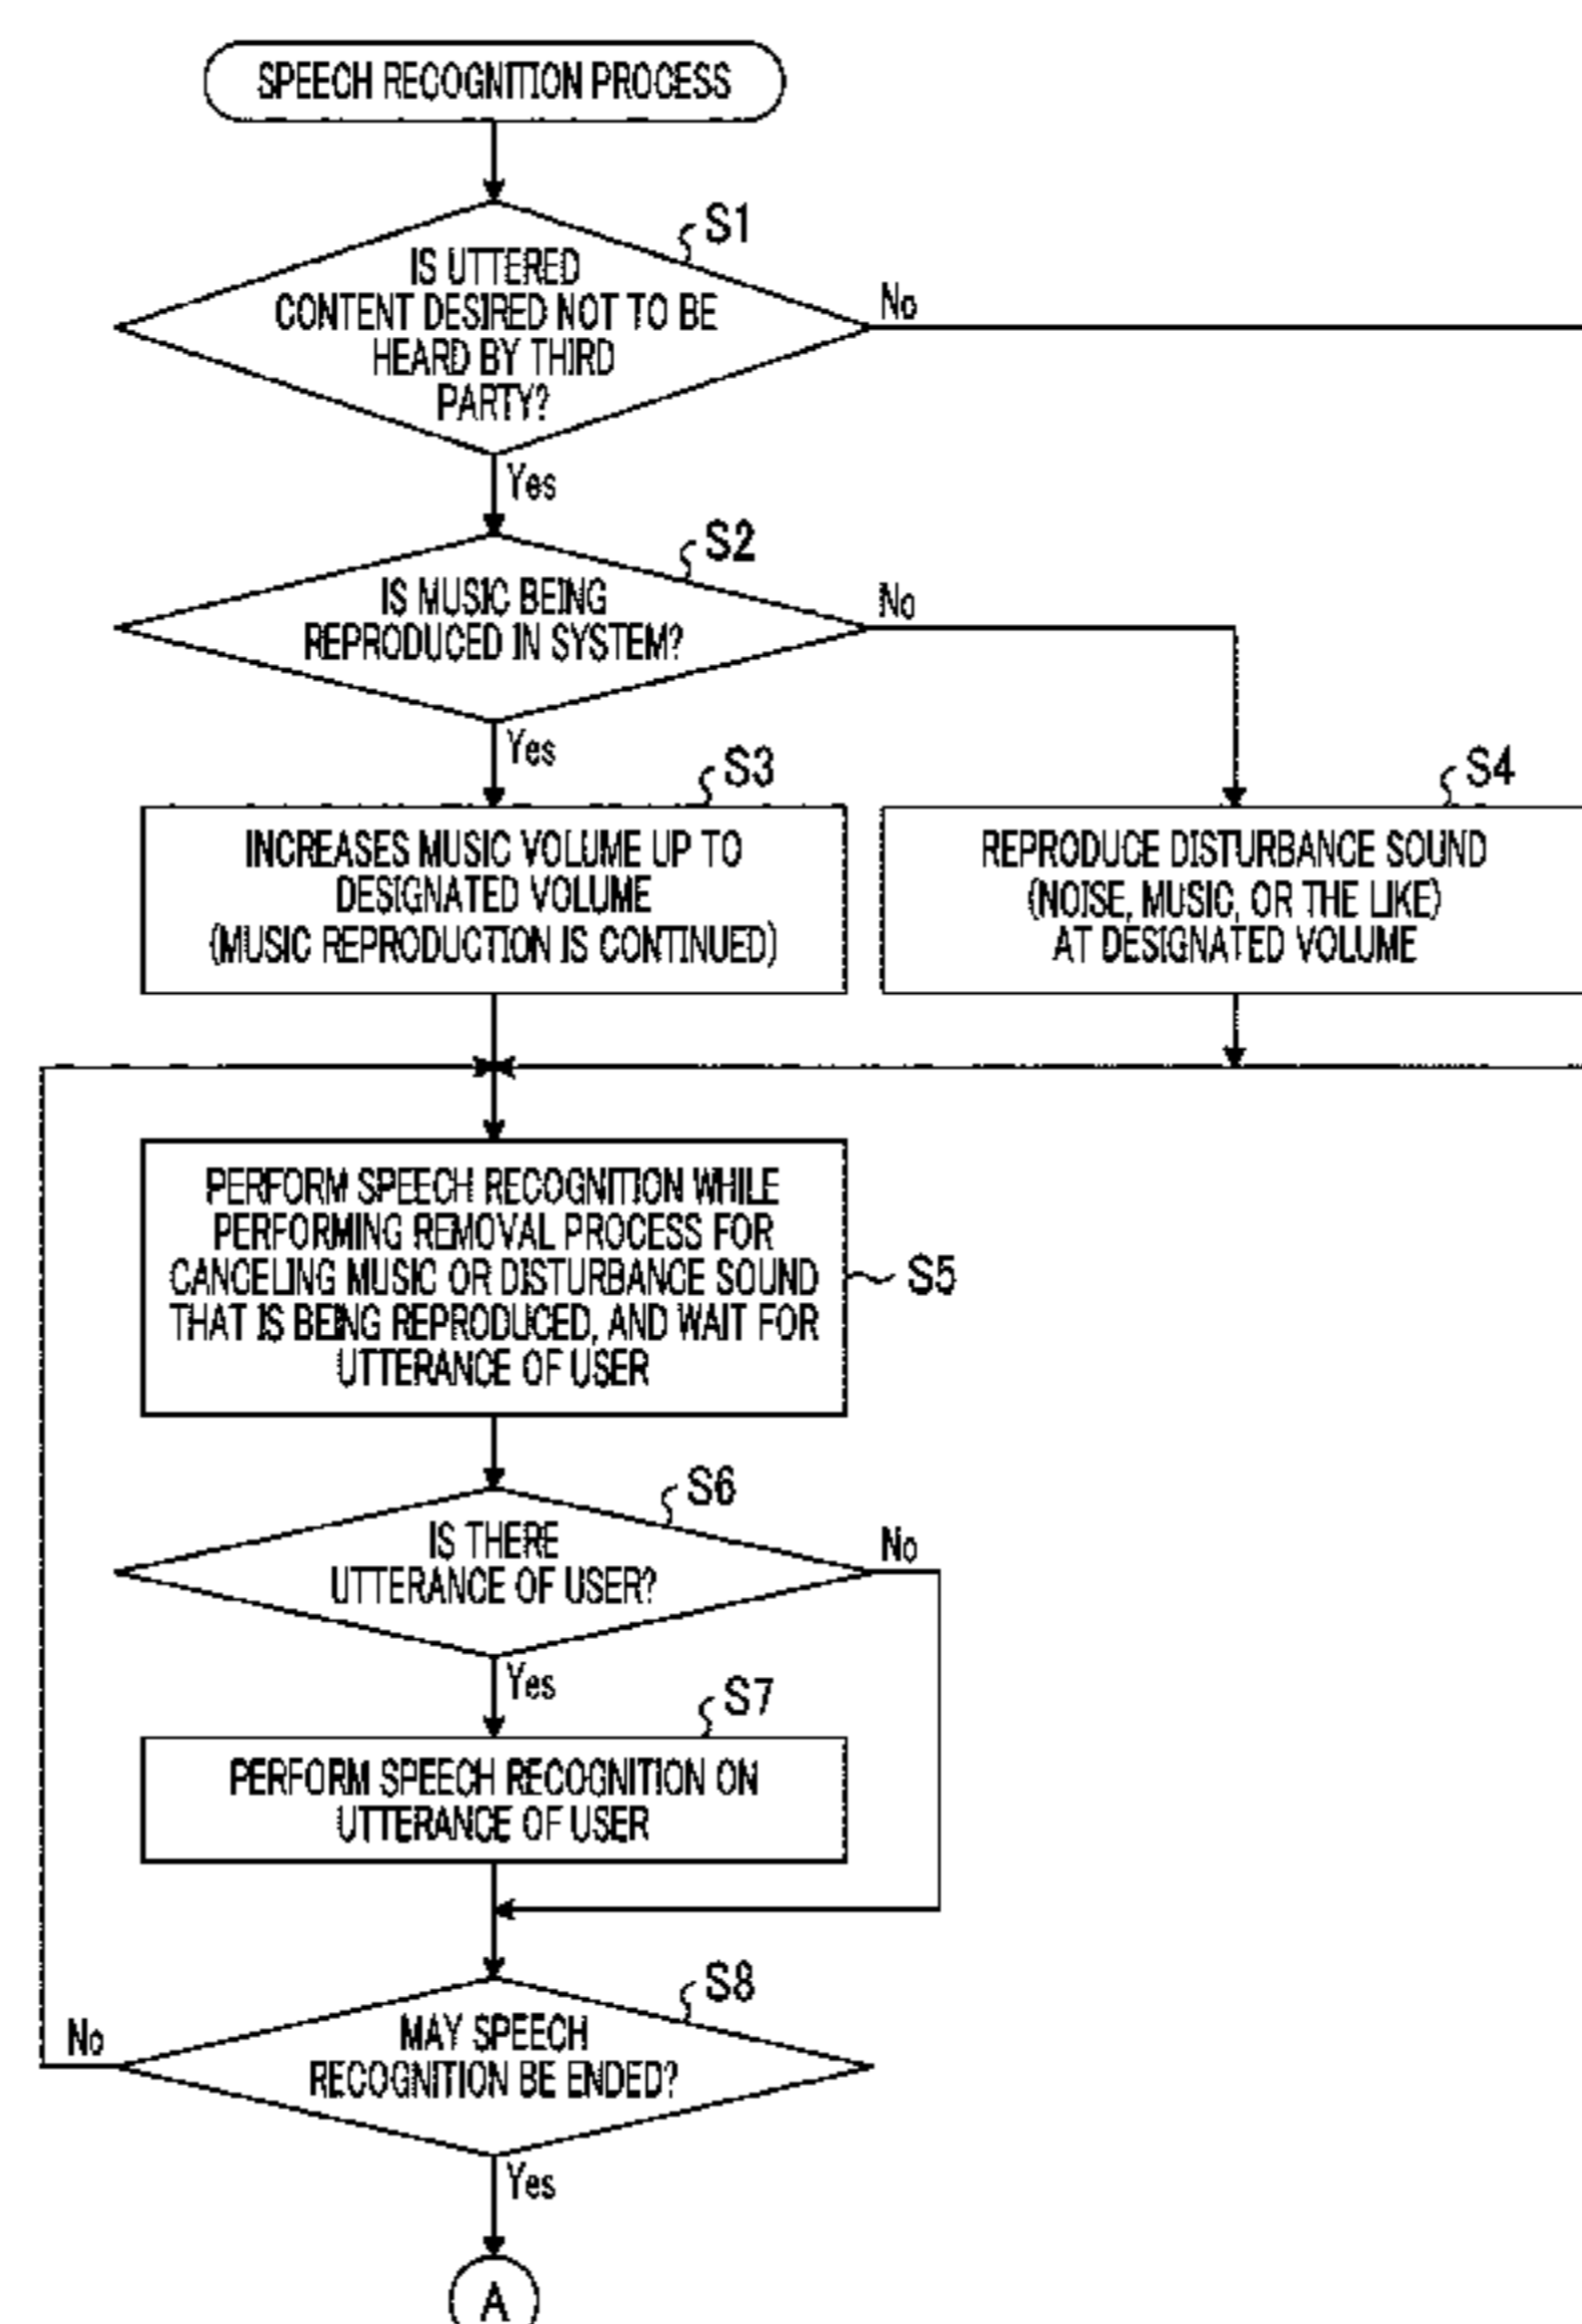 SPEECH RECOGNITION PROCESS
S1
IS UTTERED
CONTENT DESIRED NOT TO BE
HEARD BY THIRD
PARTY?
No
Yes
S2
IS MUSIC BEING
REPRODUCED IN SYSTEM?
No
Yes
S3
INCREASES MUSIC VOLUME UP TO
DESIGNATED VOLUME
(MUSIC REPRODUCTION IS CONTINUED)
S4
REPRODUCE DISTURBANCE SOUND
(NOISE, MUSIC, OR THE LIKE)
AT DESIGNATED VOLUME
PERFORM SPEECH RECOGNITION WHILE
PERFORMING REMOVAL PROCESS FOR
CANCELING MUSIC OR DISTURBANCE SOUND
THAT IS BEING REPRODUCED, AND WAIT FOR
UTTERANCE OF USER
S5
S6
IS THERE
UTTERANCE OF USER?
No
Yes
S7
PERFORM SPEECH RECOGNITION ON
UTTERANCE OF USER
S8
MAY SPEECH
RECOGNITION BE ENDED?
No
Yes
A